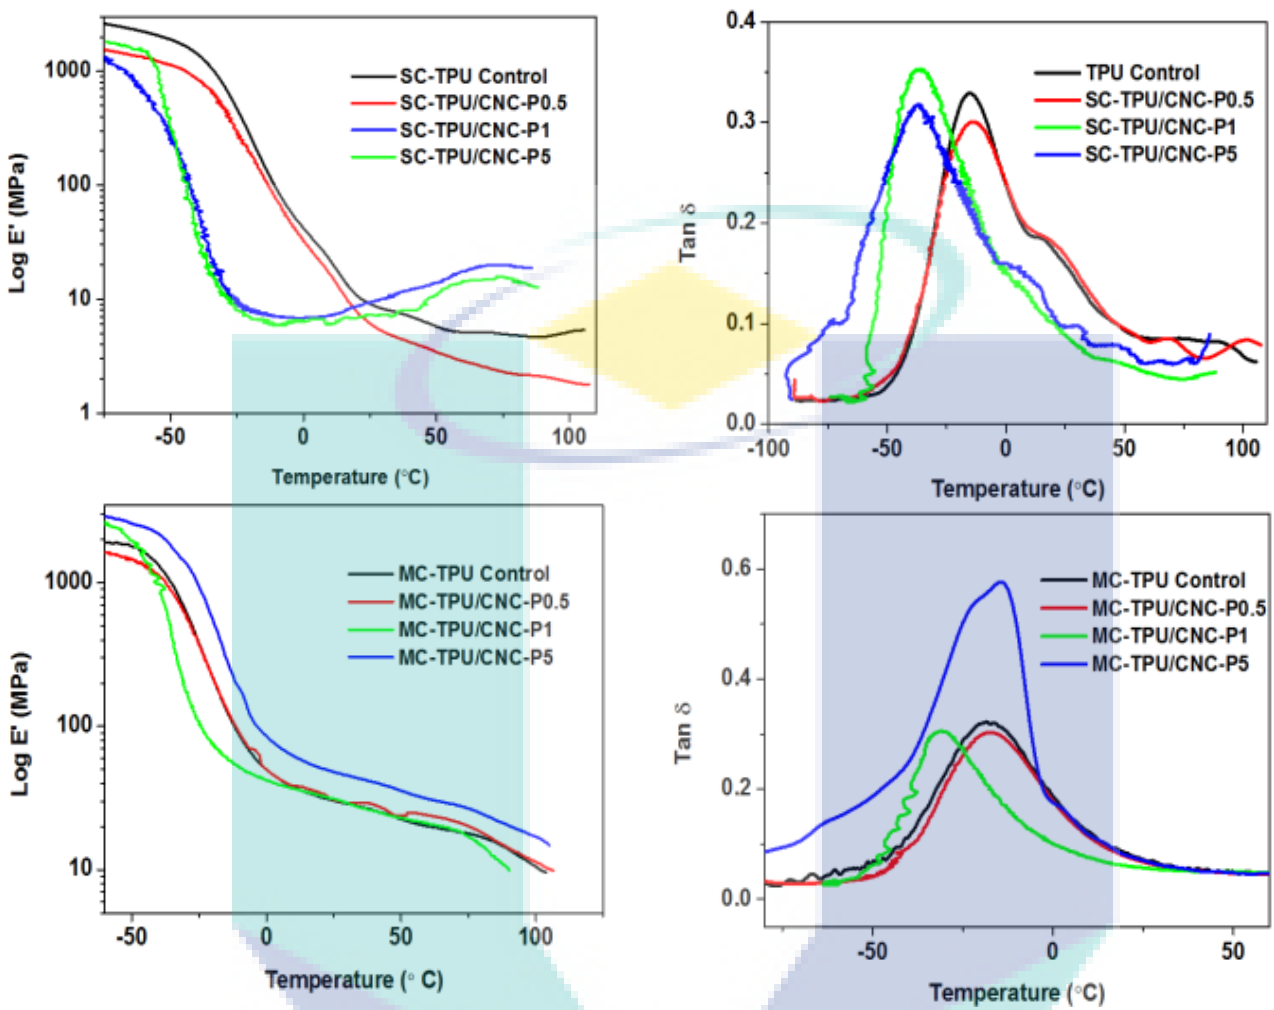 Log E' (MPa)
1000
100
10
1
SC-TPU Control
SC-TPU/CNC-P0.5
SC-TPU/CNC-P1
SC-TPU/CNC-P5
-50 0 50 100
Temperature (°C)
Tan δ
0.4
0.3
0.2
0.1
0.0
TPU Control
SC-TPU/CNC-P0.5
SC-TPU/CNC-P1
SC-TPU/CNC-P5
-100 -50 0 50 100
Temperature (°C)
Log E' (MPa)
1000
100
10
MC-TPU Control
MC-TPU/CNC-P0.5
MC-TPU/CNC-P1
MC-TPU/CNC-P5
-50 0 50 100
Temperature (° C)
Tan δ
0.6
0.4
0.2
0.0
MC-TPU Control
MC-TPU/CNC-P0.5
MC-TPU/CNC-P1
MC-TPU/CNC-P5
-50 0 50
Temperature (°C)